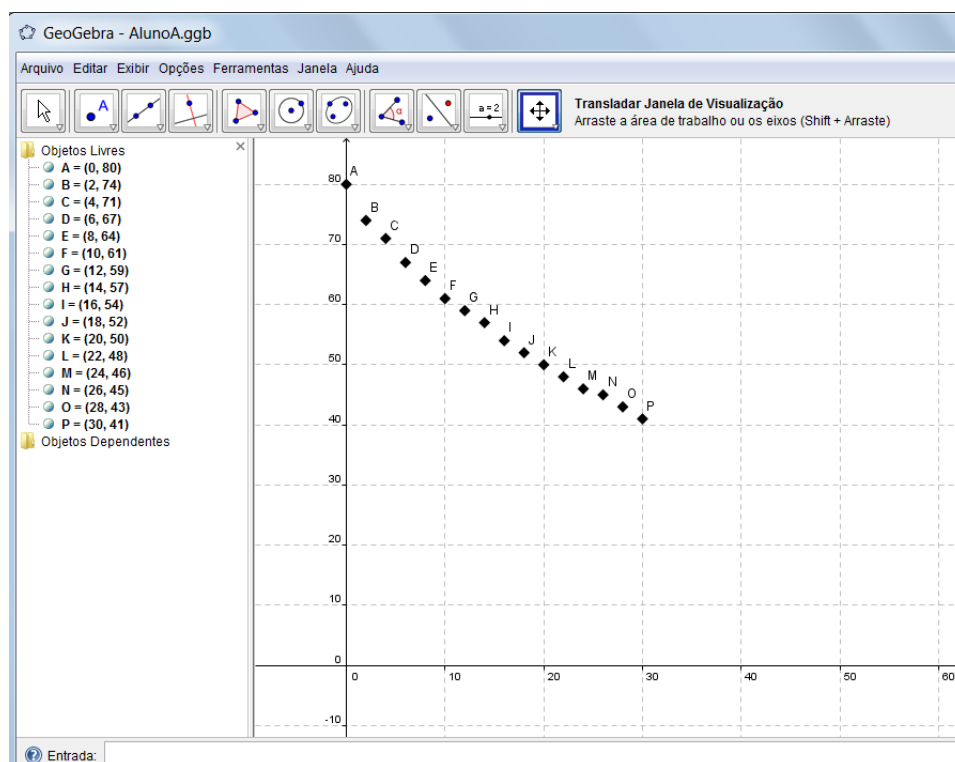 GeoGebra - AlunoA.ggb
Arquivo Editar Exibir Opções Ferramentas Janela Ajuda
A
α
a=2
Transladar Janela de Visualização
Arraste a área de trabalho ou os eixos (Shift + Arraste)
Objetos Livres
A = (0, 80)
B = (2, 74)
C = (4, 71)
D = (6, 67)
E = (8, 64)
F = (10, 61)
G = (12, 59)
H = (14, 57)
I = (16, 54)
J = (18, 52)
K = (20, 50)
L = (22, 48)
M = (24, 46)
N = (26, 45)
O = (28, 43)
P = (30, 41)
Objetos Dependentes
A
80
B
C
70
D
E
F
60
G
H
I
J
50
K
L
M
N
O
P
40
30
20
10
0
0 10 20 30 40 50 60
-10
Entrada: